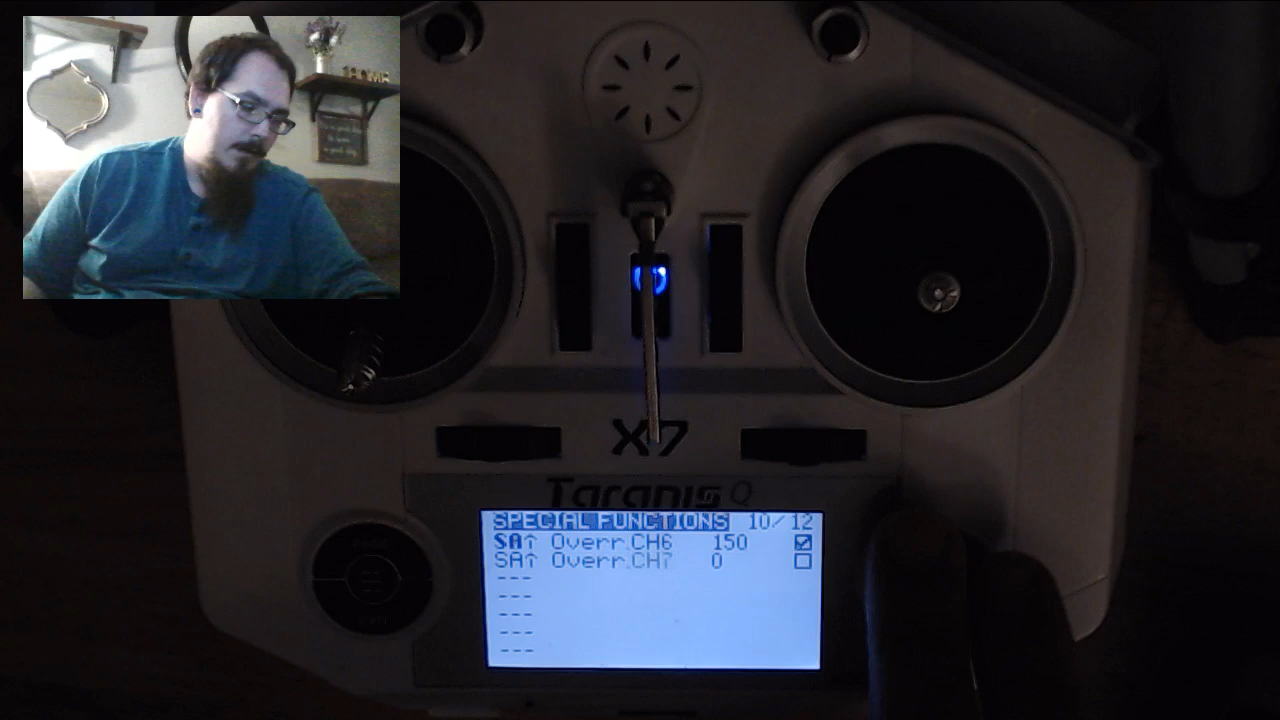 X7
Taranis Q
SPECIAL FUNCTIONS 10/12
SA↑ Overr.CH6 150
SA↑ Overr.CH7 0
---
---
---
---
---